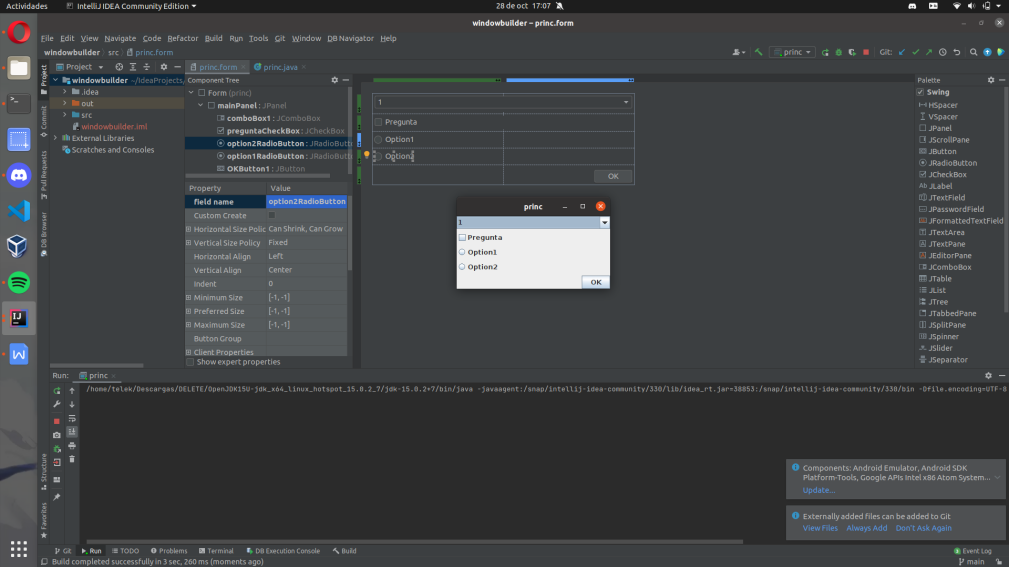 Actividades
IntelliJ IDEA Community Edition
28 de oct 17:07
windowbuilder – princ.form
File Edit View Navigate Code Refactor Build Run Tools Git Window DB Navigator Help
windowbuilder src princ.form
princ
Git:
Project
windowbuilder ~/IdeaProjects
.idea
out
src
windowbuilder.iml
External Libraries
Scratches and Consoles
Project
Commit
Pull Requests
DB Browser
Structure
Favorites
princ.form
princ.java
Component Tree
Form (princ)
mainPanel : JPanel
comboBox1 : JComboBox
preguntaCheckBox : JCheckBox
option2RadioButton : JRadioButt
option1RadioButton : JRadioButt
OKButton1 : JButton
Property Value
field name option2RadioButton
Custom Create
Horizontal Size Polic Can Shrink, Can Grow
Vertical Size Policy Fixed
Horizontal Align Left
Vertical Align Center
Indent 0
Minimum Size [-1, -1]
Preferred Size [-1, -1]
Maximum Size [-1, -1]
Button Group
Client Properties
Show expert properties
1
Pregunta
Option1
OK
princ
1
Pregunta
Option1
Option2
OK
Palette
Swing
HSpacer
VSpacer
JPanel
JScrollPane
JButton
JRadioButton
JCheckBox
JLabel
JTextField
JPasswordField
JFormattedTextField
JTextArea
JTextPane
JEditorPane
JComboBox
JTable
JList
JTree
JTabbedPane
JSplitPane
JSpinner
JSlider
JSeparator
Run: princ
/home/telek/Descargas/DELETE/OpenJDK15U-jdk_x64_linux_hotspot_15.0.2_7/jdk-15.0.2+7/bin/java -javaagent:/snap/intellij-idea-community/330/lib/idea_rt.jar=38853:/snap/intellij-idea-community/330/bin -Dfile.encoding=UTF-8
Components: Android Emulator, Android SDK
Platform-Tools, Google APIs Intel x86 Atom System...
Update...
Externally added files can be added to Git
View Files Always Add Don't Ask Again
Git Run TODO Problems Terminal DB Execution Console Build
Event Log
Build completed successfully in 3 sec, 260 ms (moments ago)
main